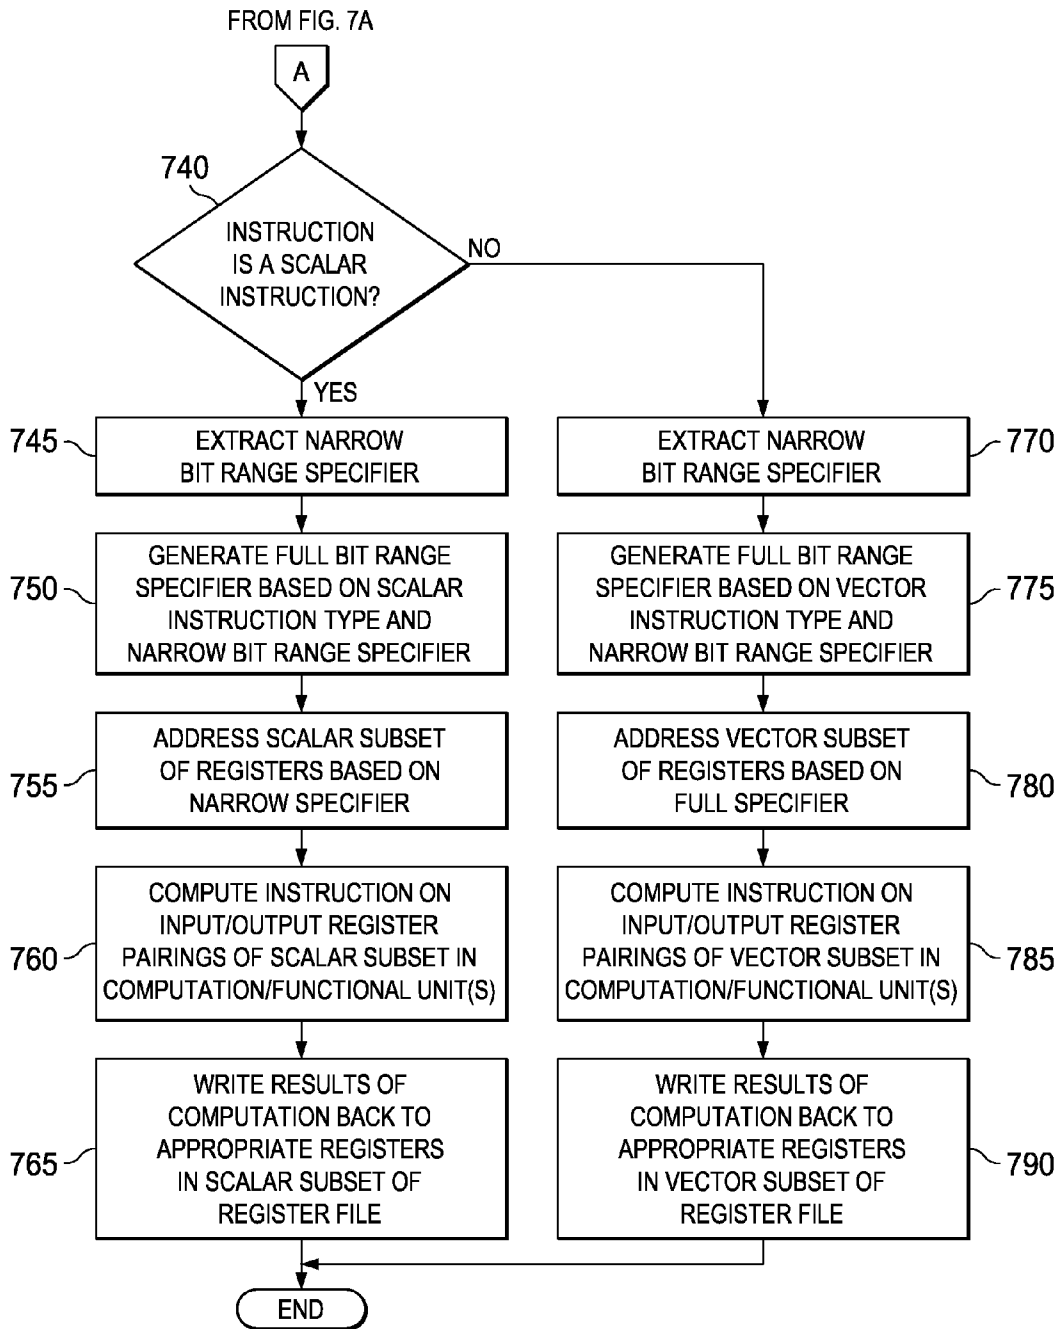 FROM FIG. 7A
A
740
INSTRUCTION
IS A SCALAR
INSTRUCTION?
NO
YES
745
EXTRACT NARROW
BIT RANGE SPECIFIER
750
GENERATE FULL BIT RANGE
SPECIFIER BASED ON SCALAR
INSTRUCTION TYPE AND
NARROW BIT RANGE SPECIFIER
755
ADDRESS SCALAR SUBSET
OF REGISTERS BASED ON
NARROW SPECIFIER
760
COMPUTE INSTRUCTION ON
INPUT/OUTPUT REGISTER
PAIRINGS OF SCALAR SUBSET IN
COMPUTATION/FUNCTIONAL UNIT(S)
765
WRITE RESULTS OF
COMPUTATION BACK TO
APPROPRIATE REGISTERS
IN SCALAR SUBSET OF
REGISTER FILE
EXTRACT NARROW
BIT RANGE SPECIFIER
770
GENERATE FULL BIT RANGE
SPECIFIER BASED ON VECTOR
INSTRUCTION TYPE AND
NARROW BIT RANGE SPECIFIER
775
ADDRESS VECTOR SUBSET
OF REGISTERS BASED ON
FULL SPECIFIER
780
COMPUTE INSTRUCTION ON
INPUT/OUTPUT REGISTER
PAIRINGS OF VECTOR SUBSET IN
COMPUTATION/FUNCTIONAL UNIT(S)
785
WRITE RESULTS OF
COMPUTATION BACK TO
APPROPRIATE REGISTERS
IN VECTOR SUBSET OF
REGISTER FILE
790
END